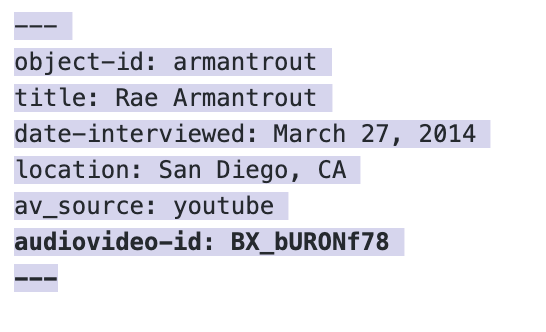 ---
object-id: armantrout
title: Rae Armantrout
date-interviewed: March 27, 2014
location: San Diego, CA
av_source: youtube
audiovideo-id: BX_bURONf78
---